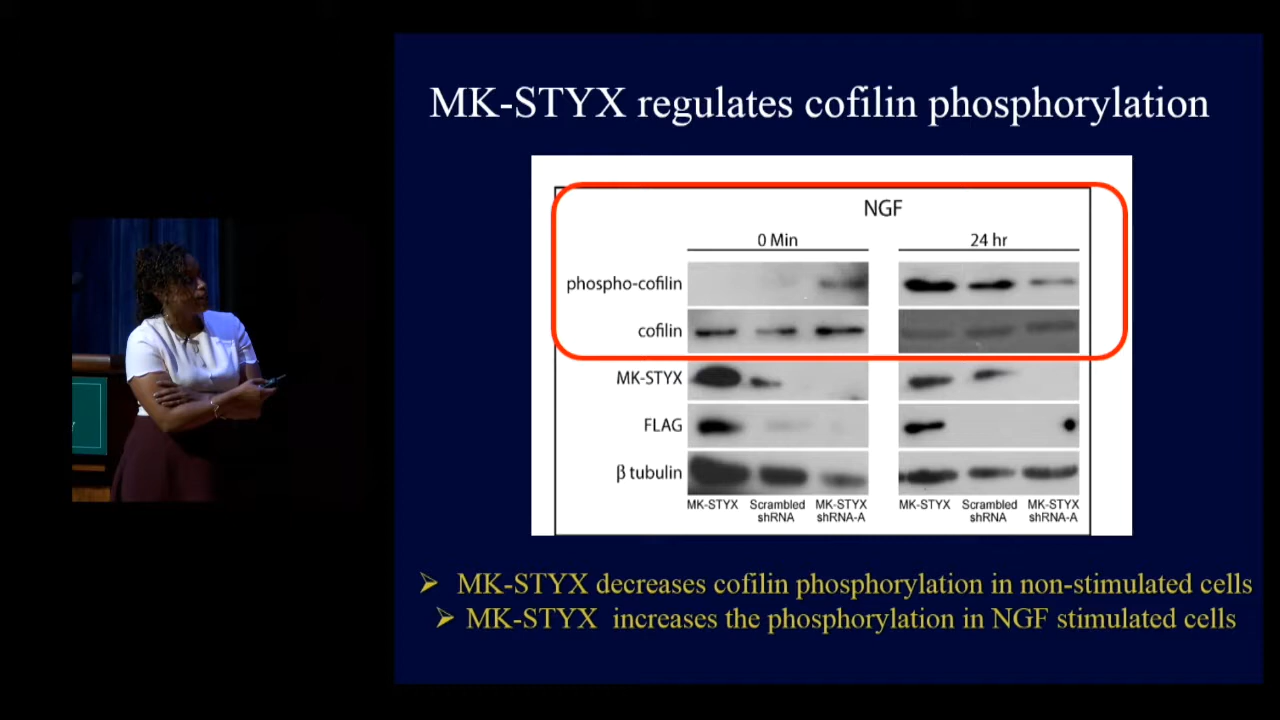 MK-STYX regulates cofilin phosphorylation
NGF
0 Min 24 hr
phospho-cofilin
cofilin
MK-STYX
FLAG
β tubulin
MK-STYX Scrambled shRNA MK-STYX shRNA-A MK-STYX Scrambled shRNA MK-STYX shRNA-A
➢ MK-STYX decreases cofilin phosphorylation in non-stimulated cells
➢ MK-STYX increases the phosphorylation in NGF stimulated cells